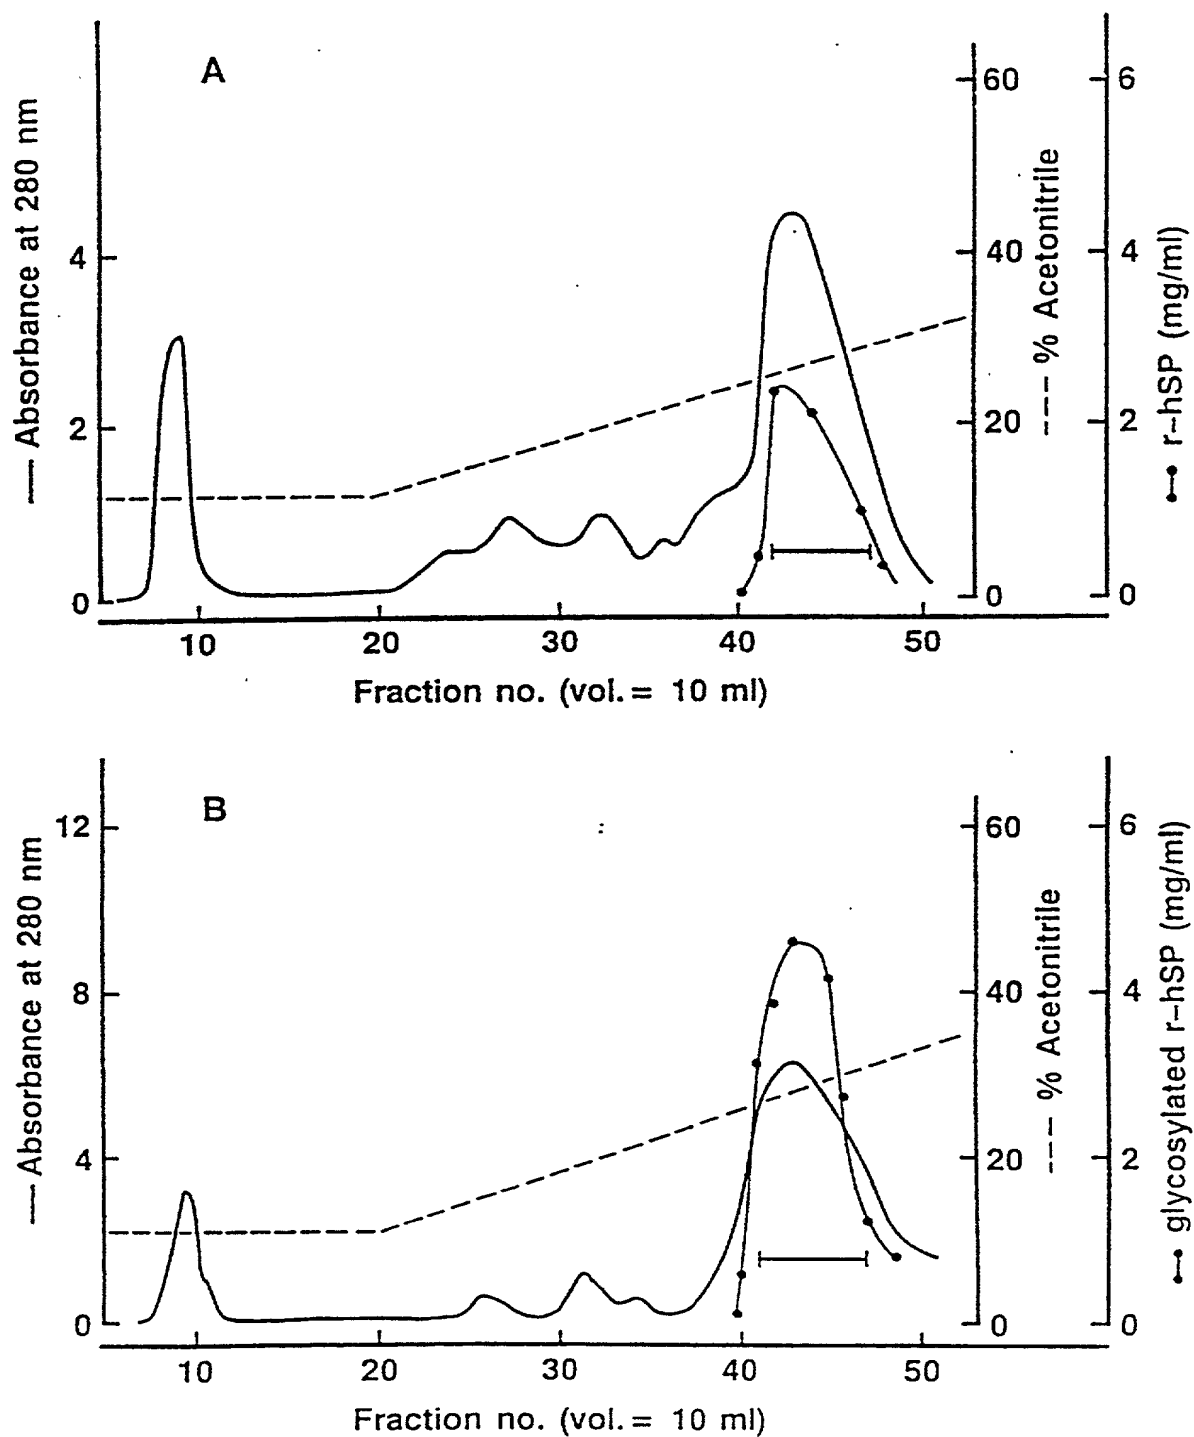 A
— Absorbance at 280 nm
4
2
0
60
40
20
0
--- % Acetonitrile
6
4
2
0
r-hSP (mg/ml)
10 20 30 40 50
Fraction no. (vol. = 10 ml)
B
— Absorbance at 280 nm
12
8
4
0
60
40
20
0
--- % Acetonitrile
6
4
2
0
glycosylated r-hSP (mg/ml)
10 20 30 40 50
Fraction no. (vol. = 10 ml)